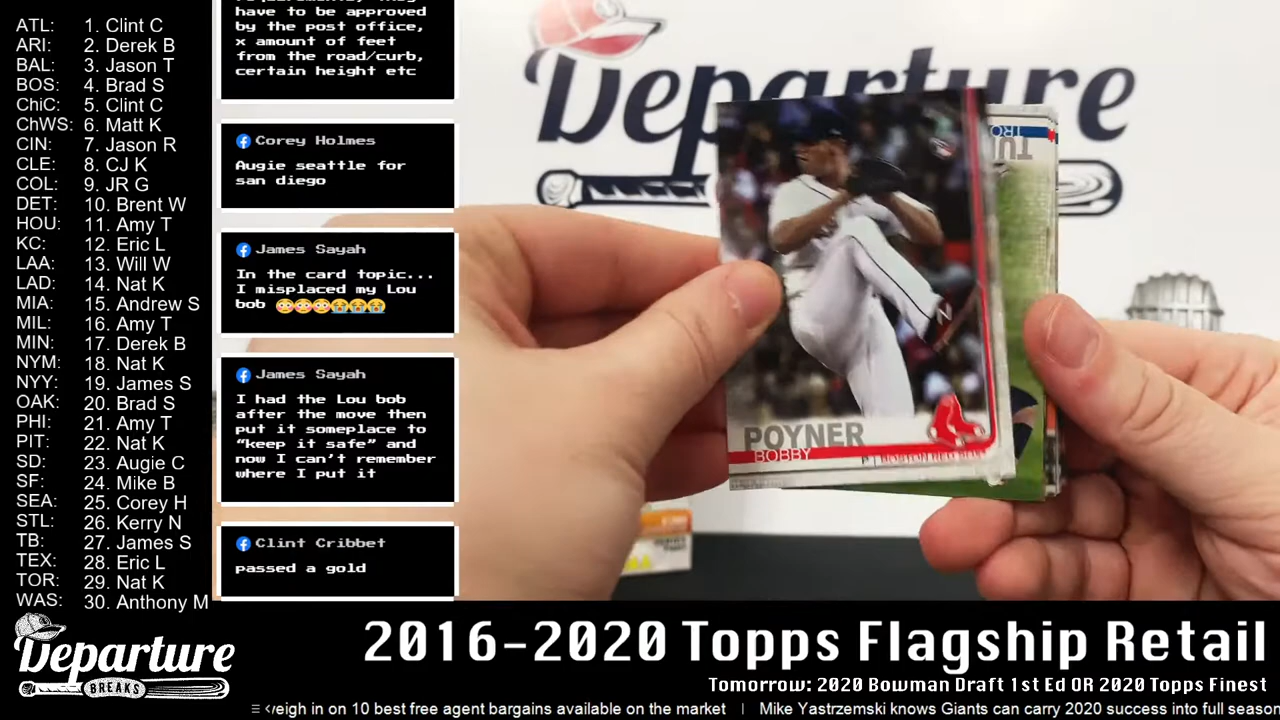 ATL: 1. Clint C
ARI: 2. Derek B
BAL: 3. Jason T
BOS: 4. Brad S
ChiC: 5. Clint C
ChWS: 6. Matt K
CIN: 7. Jason R
CLE: 8. CJ K
COL: 9. JR G
DET: 10. Brent W
HOU: 11. Amy T
KC: 12. Eric L
LAA: 13. Will W
LAD: 14. Nat K
MIA: 15. Andrew S
MIL: 16. Amy T
MIN: 17. Derek B
NYM: 18. Nat K
NYY: 19. James S
OAK: 20. Brad S
PHI: 21. Amy T
PIT: 22. Nat K
SD: 23. Augie C
SF: 24. Mike B
SEA: 25. Corey H
STL: 26. Kerry N
TB: 27. James S
TEX: 28. Eric L
TOR: 29. Nat K
WAS: 30. Anthony M
have to be approved
by the post office,
x amount of feet
from the road/curb,
certain height etc
Corey Holmes
Augie seattle for
san diego
James Sayah
In the card topic...
I misplaced my Lou
bob 😳😳😳😭😭😭
James Sayah
I had the Lou bob
after the move then
put it someplace to
“keep it safe” and
now I can’t remember
where I put it
Clint Cribbet
passed a gold
Departure
POYNER
BOBBY
P | BOSTON RED SOX
Departure
BREAKS
2016-2020 Topps Flagship Retail
Tomorrow: 2020 Bowman Draft 1st Ed OR 2020 Topps Finest
eigh in on 10 best free agent bargains available on the market | Mike Yastrzemski knows Giants can carry 2020 success into full season